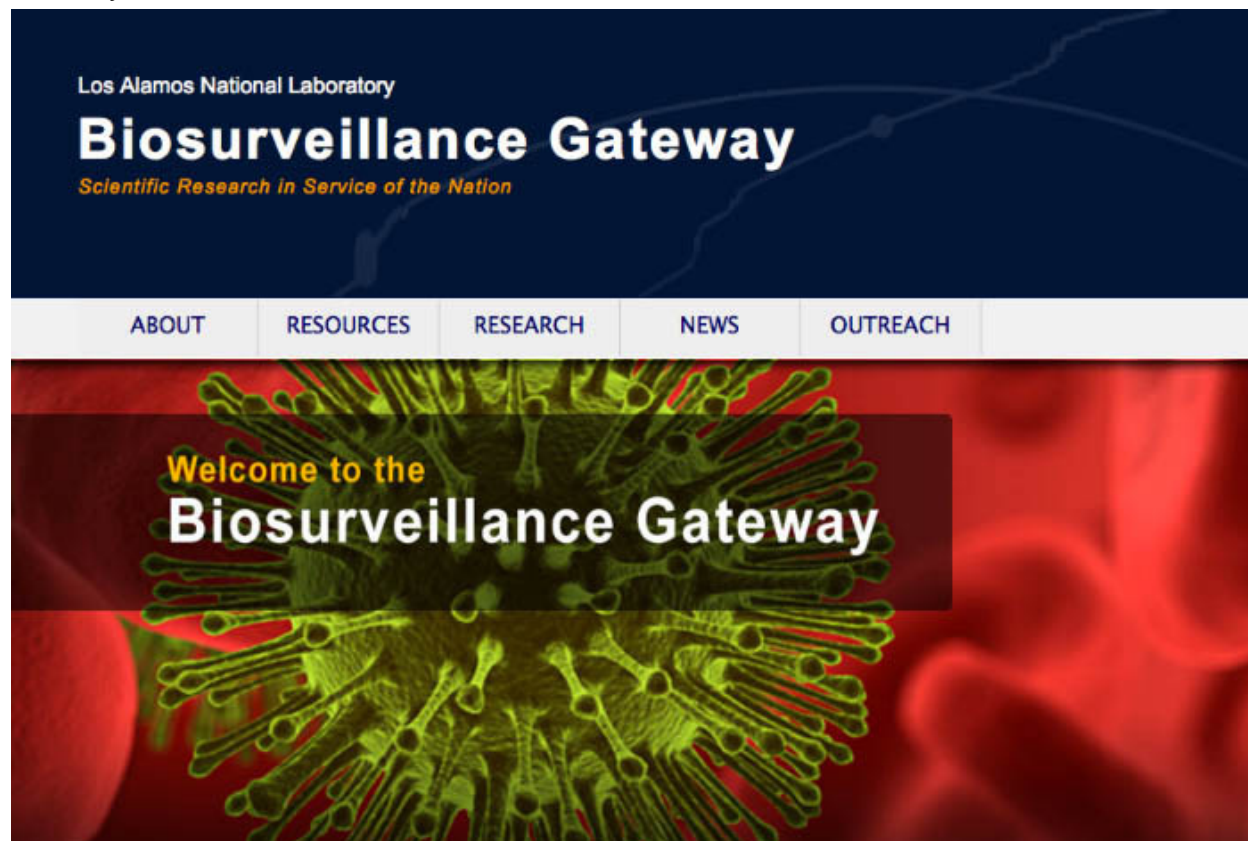 Los Alamos National Laboratory
Biosurveillance Gateway
Scientific Research in Service of the Nation
ABOUT RESOURCES RESEARCH NEWS OUTREACH
Welcome to the
Biosurveillance Gateway